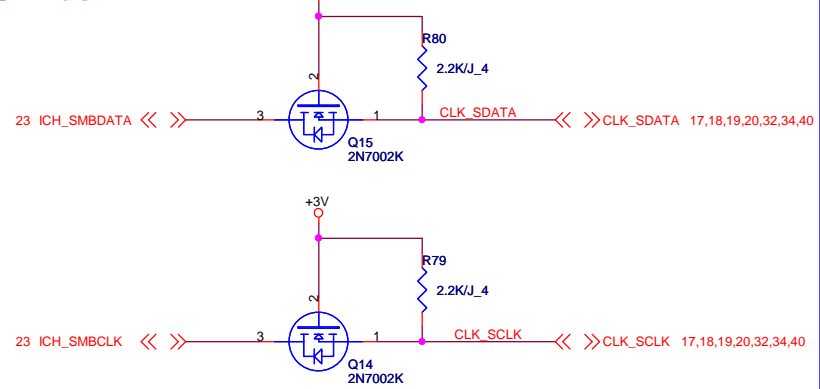 R80
2.2K/J_4
2
23 ICH_SMBDATA
3
1
CLK_SDATA
CLK_SDATA 17,18,19,20,32,34,40
Q15
2N7002K
+3V
R79
2.2K/J_4
2
23 ICH_SMBCLK
3
1
CLK_SCLK
CLK_SCLK 17,18,19,20,32,34,40
Q14
2N7002K